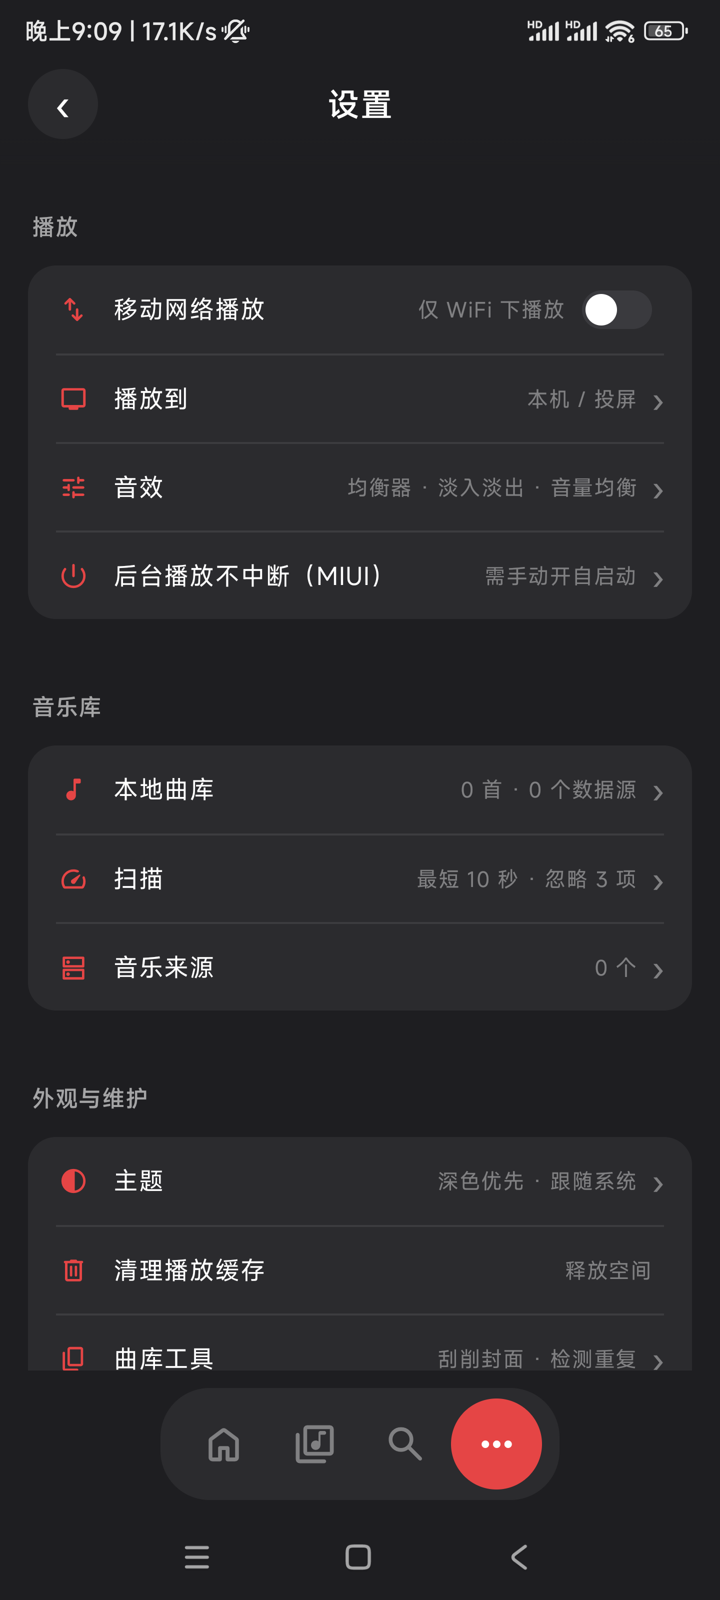 晚上9:09 | 17.1K/s
HD HD 6 65
设置
播放
移动网络播放 仅 WiFi 下播放
播放到 本机 / 投屏
音效 均衡器 · 淡入淡出 · 音量均衡
后台播放不中断（MIUI） 需手动开自启动
音乐库
本地曲库 0 首 · 0 个数据源
扫描 最短 10 秒 · 忽略 3 项
音乐来源 0 个
外观与维护
主题 深色优先 · 跟随系统
清理播放缓存 释放空间
曲库工具 刮削封面 · 检测重复